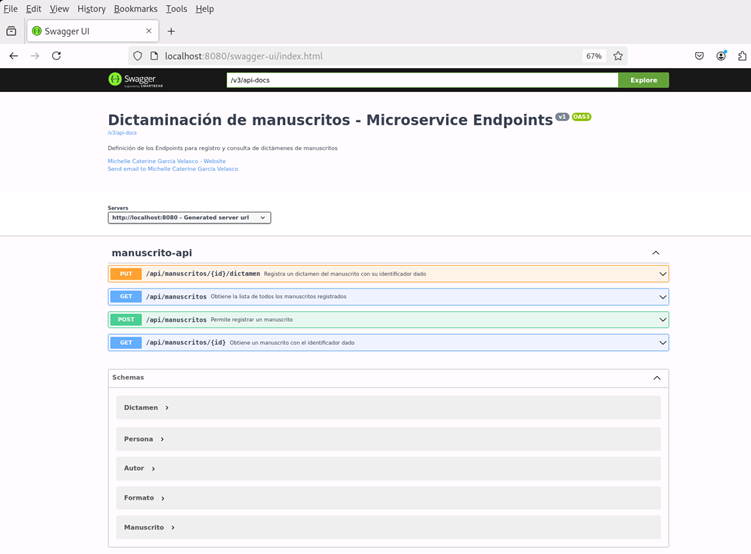 File Edit View History Bookmarks Tools Help
Swagger UI
localhost:8080/swagger-ui/index.html 67%
Swagger /v3/api-docs Explore
Supported by SMARTBEAR
Dictaminación de manuscritos - Microservice Endpoints v1 OAS3
/v3/api-docs
Definición de los Endpoints para registro y consulta de dictámenes de manuscritos
Michelle Caterine García Velasco - Website
Send email to Michelle Caterine García Velasco
Servers
http://localhost:8080 - Generated server url
manuscrito-api
PUT /api/manuscritos/{id}/dictamen Registra un dictamen del manuscrito con su identificador dado
GET /api/manuscritos Obtiene la lista de todos los manuscritos registrados
POST /api/manuscritos Permite registrar un manuscrito
GET /api/manuscritos/{id} Obtiene un manuscrito con el identificador dado
Schemas
Dictamen
Persona
Autor
Formato
Manuscrito